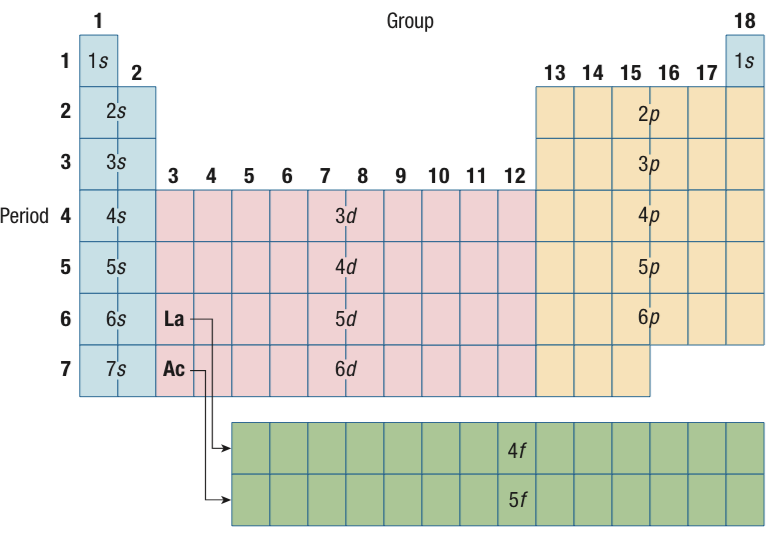 1 Group 18
1 1s 2 13 14 15 16 17 1s
2 2s 2p
3 3s 3 4 5 6 7 8 9 10 11 12 3p
Period 4 4s 3d 4p
5 5s 4d 5p
6 6s La 5d 6p
7 7s Ac 6d
4f
5f